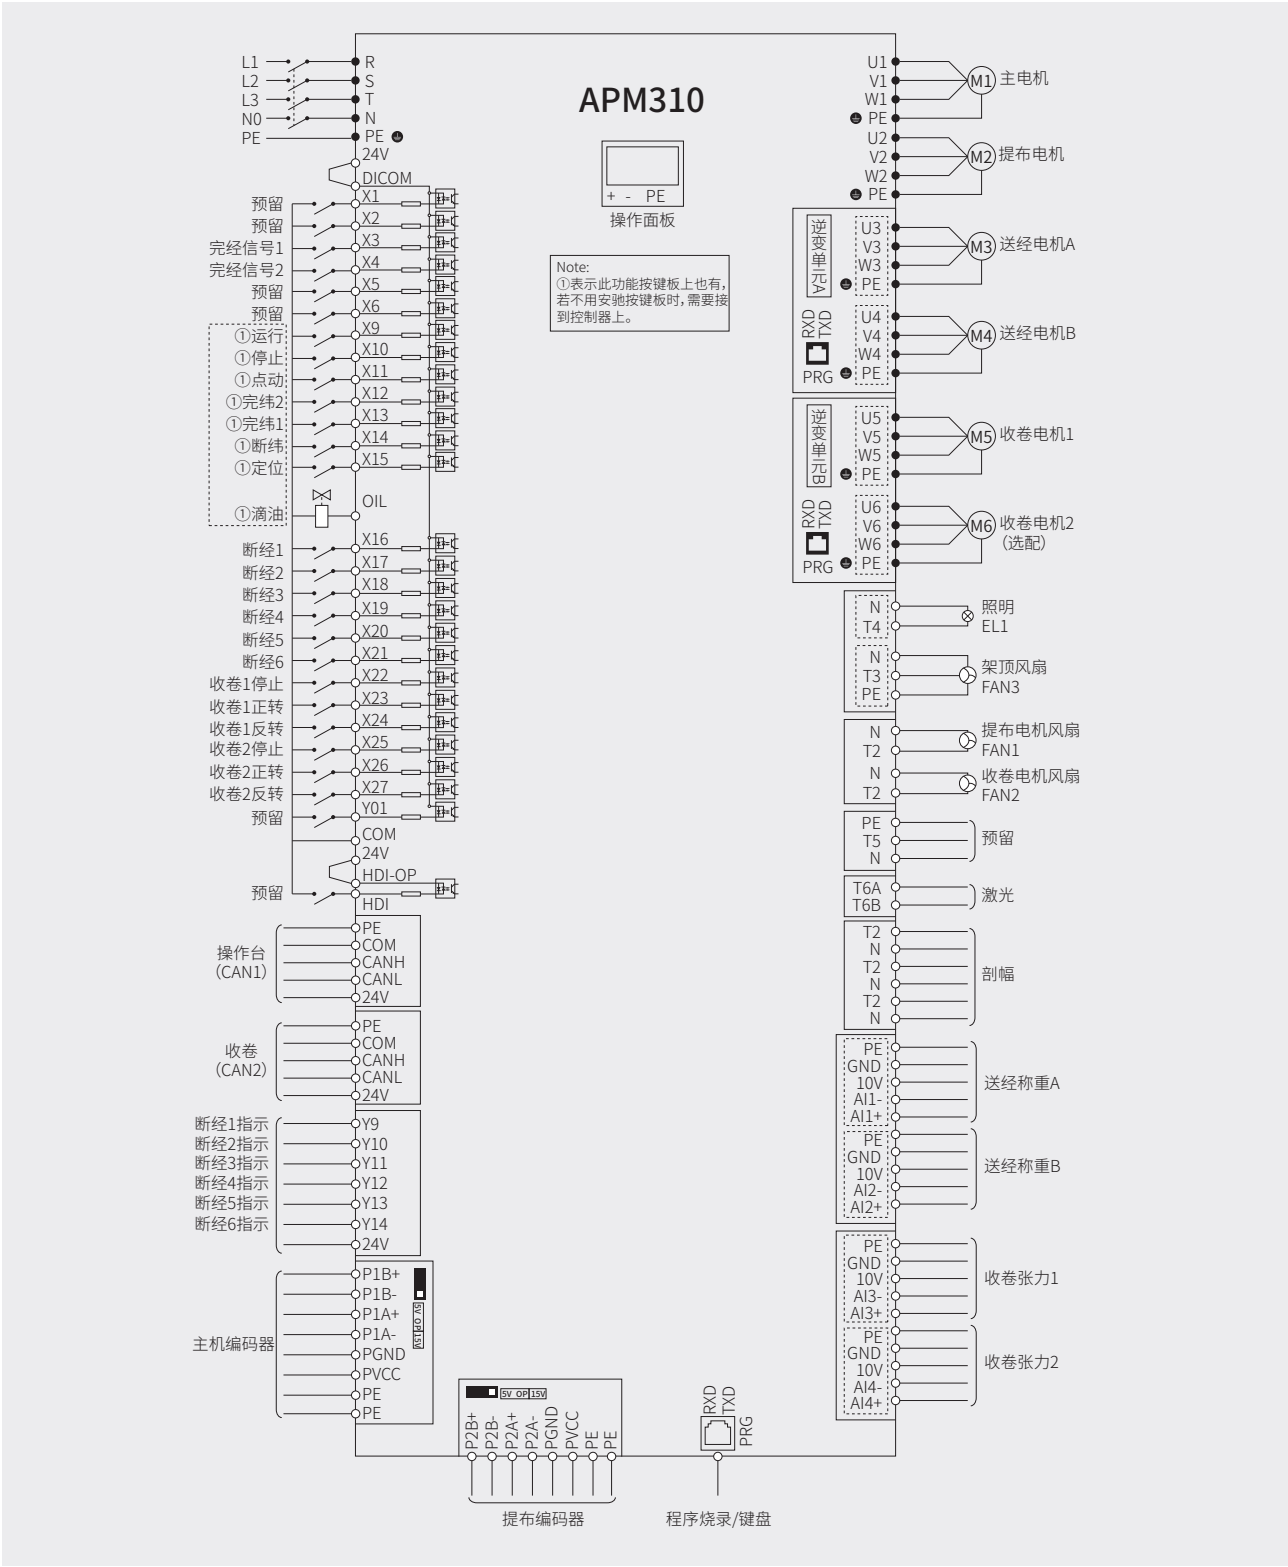 APM310
L1 R
L2 S
L3 T
N0 N
PE PE
24V
DICOM
预留 X1
预留 X2
完经信号1 X3
完经信号2 X4
预留 X5
预留 X6
①运行 X9
①停止 X10
①点动 X11
①完纬2 X12
①完纬1 X13
①断纬 X14
①定位 X15
①滴油 OIL
断经1 X16
断经2 X17
断经3 X18
断经4 X19
断经5 X20
断经6 X21
收卷1停止 X22
收卷1正转 X23
收卷1反转 X24
收卷2停止 X25
收卷2正转 X26
收卷2反转 X27
预留 Y01
COM
24V
HDI-OP
预留 HDI
操作台
(CAN1)
PE
COM
CANH
CANL
24V
收卷
(CAN2)
PE
COM
CANH
CANL
24V
断经1指示 Y9
断经2指示 Y10
断经3指示 Y11
断经4指示 Y12
断经5指示 Y13
断经6指示 Y14
24V
主机编码器
P1B+
P1B-
P1A+
P1A-
PGND
PVCC
PE
PE
5V OP 15V
+ - PE
操作面板
Note:
①表示此功能按键板上也有,
若不用安驰按键板时,需要接
到控制器上。
5V OP 15V
P2B+
P2B-
P2A+
P2A-
PGND
PVCC
PE
PE
提布编码器
RXD
TXD
PRG
程序烧录/键盘
U1
V1 M1 主电机
W1
PE
U2
V2 M2 提布电机
W2
PE
逆变单元A
U3
V3 M3 送经电机A
W3
PE
RXD
TXD
PRG
U4
V4 M4 送经电机B
W4
PE
逆变单元B
U5
V5 M5 收卷电机1
W5
PE
RXD
TXD
PRG
U6
V6 M6 收卷电机2
(选配)
W6
PE
N 照明
T4 EL1
N
T3 架顶风扇
PE FAN3
N 提布电机风扇
T2 FAN1
N 收卷电机风扇
T2 FAN2
PE
T5 预留
N
T6A 激光
T6B
T2
N
T2 剖幅
N
T2
N
PE
GND
10V 送经称重A
AI1-
AI1+
PE
GND
10V 送经称重B
AI2-
AI2+
PE
GND
10V 收卷张力1
AI3-
AI3+
PE
GND
10V 收卷张力2
AI4-
AI4+